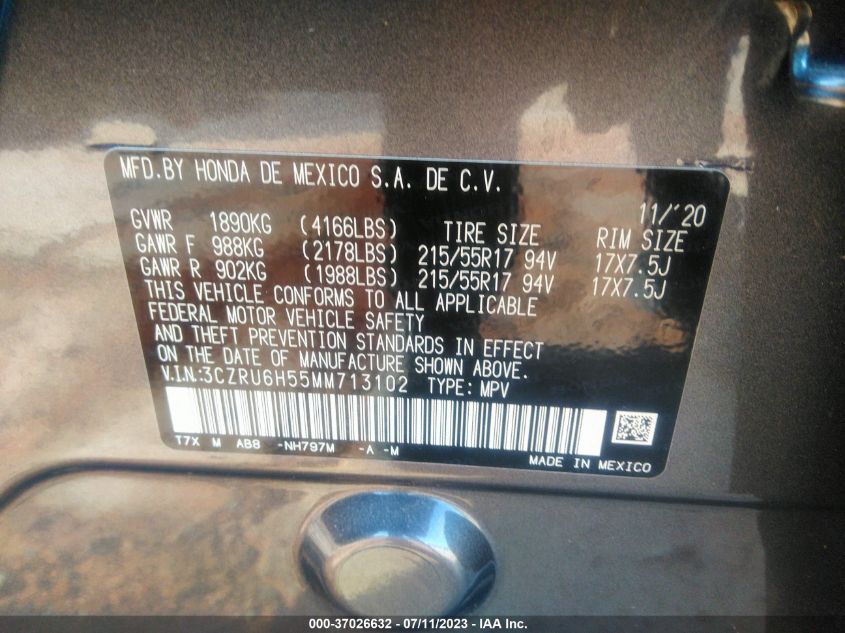 MFD.BY HONDA DE MEXICO S.A. DE C.V.
11/'20
GVWR 1890KG (4166LBS) TIRE SIZE RIM SIZE
GAWR F 988KG (2178LBS) 215/55R17 94V 17X7.5J
GAWR R 902KG (1988LBS) 215/55R17 94V 17X7.5J
THIS VEHICLE CONFORMS TO ALL APPLICABLE
FEDERAL MOTOR VEHICLE SAFETY
AND THEFT PREVENTION STANDARDS IN EFFECT
ON THE DATE OF MANUFACTURE SHOWN ABOVE.
V.I.N:3CZRU6H55MM713102 TYPE: MPV
T7X M AB8 -NH797M -A -M
MADE IN MEXICO
000-37026632 - 07/11/2023 - IAA Inc.